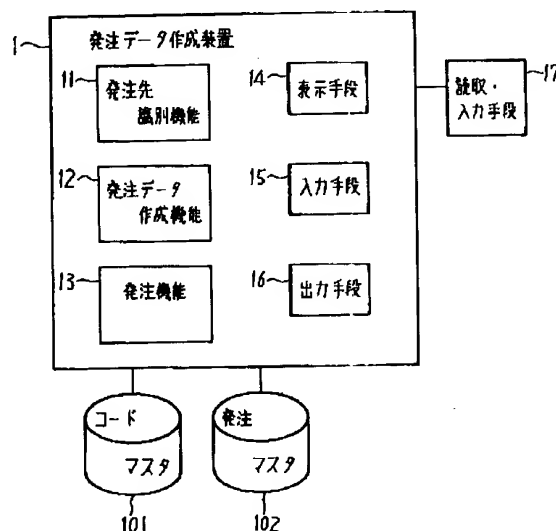 1
発注データ作成装置
11
発注先
識別機能
14
表示手段
読取・
入力手段
17
12
発注データ
作成機能
15
入力手段
13
発注機能
16
出力手段
コード
マスタ
101
発注
マスタ
102